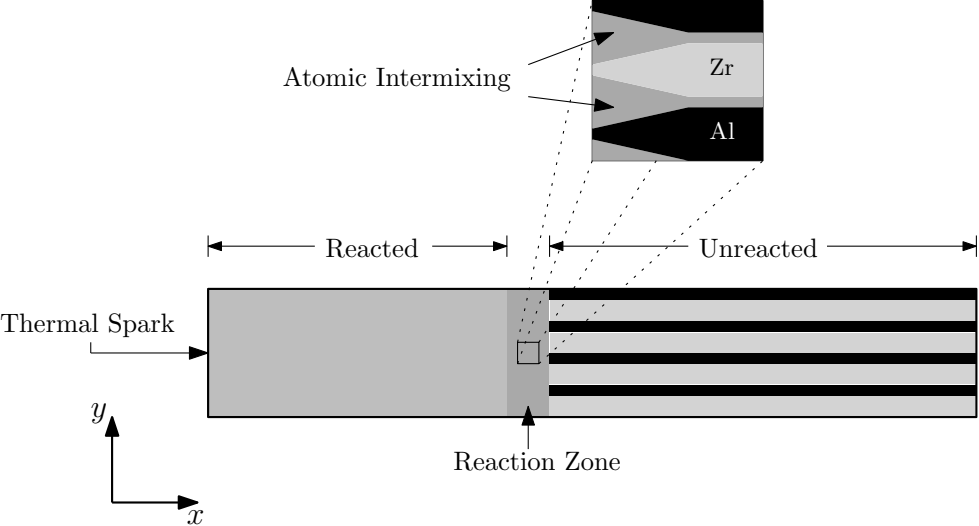 Zr
Atomic Intermixing
Al
Reacted
Unreacted
Thermal Spark
y
Reaction Zone
x